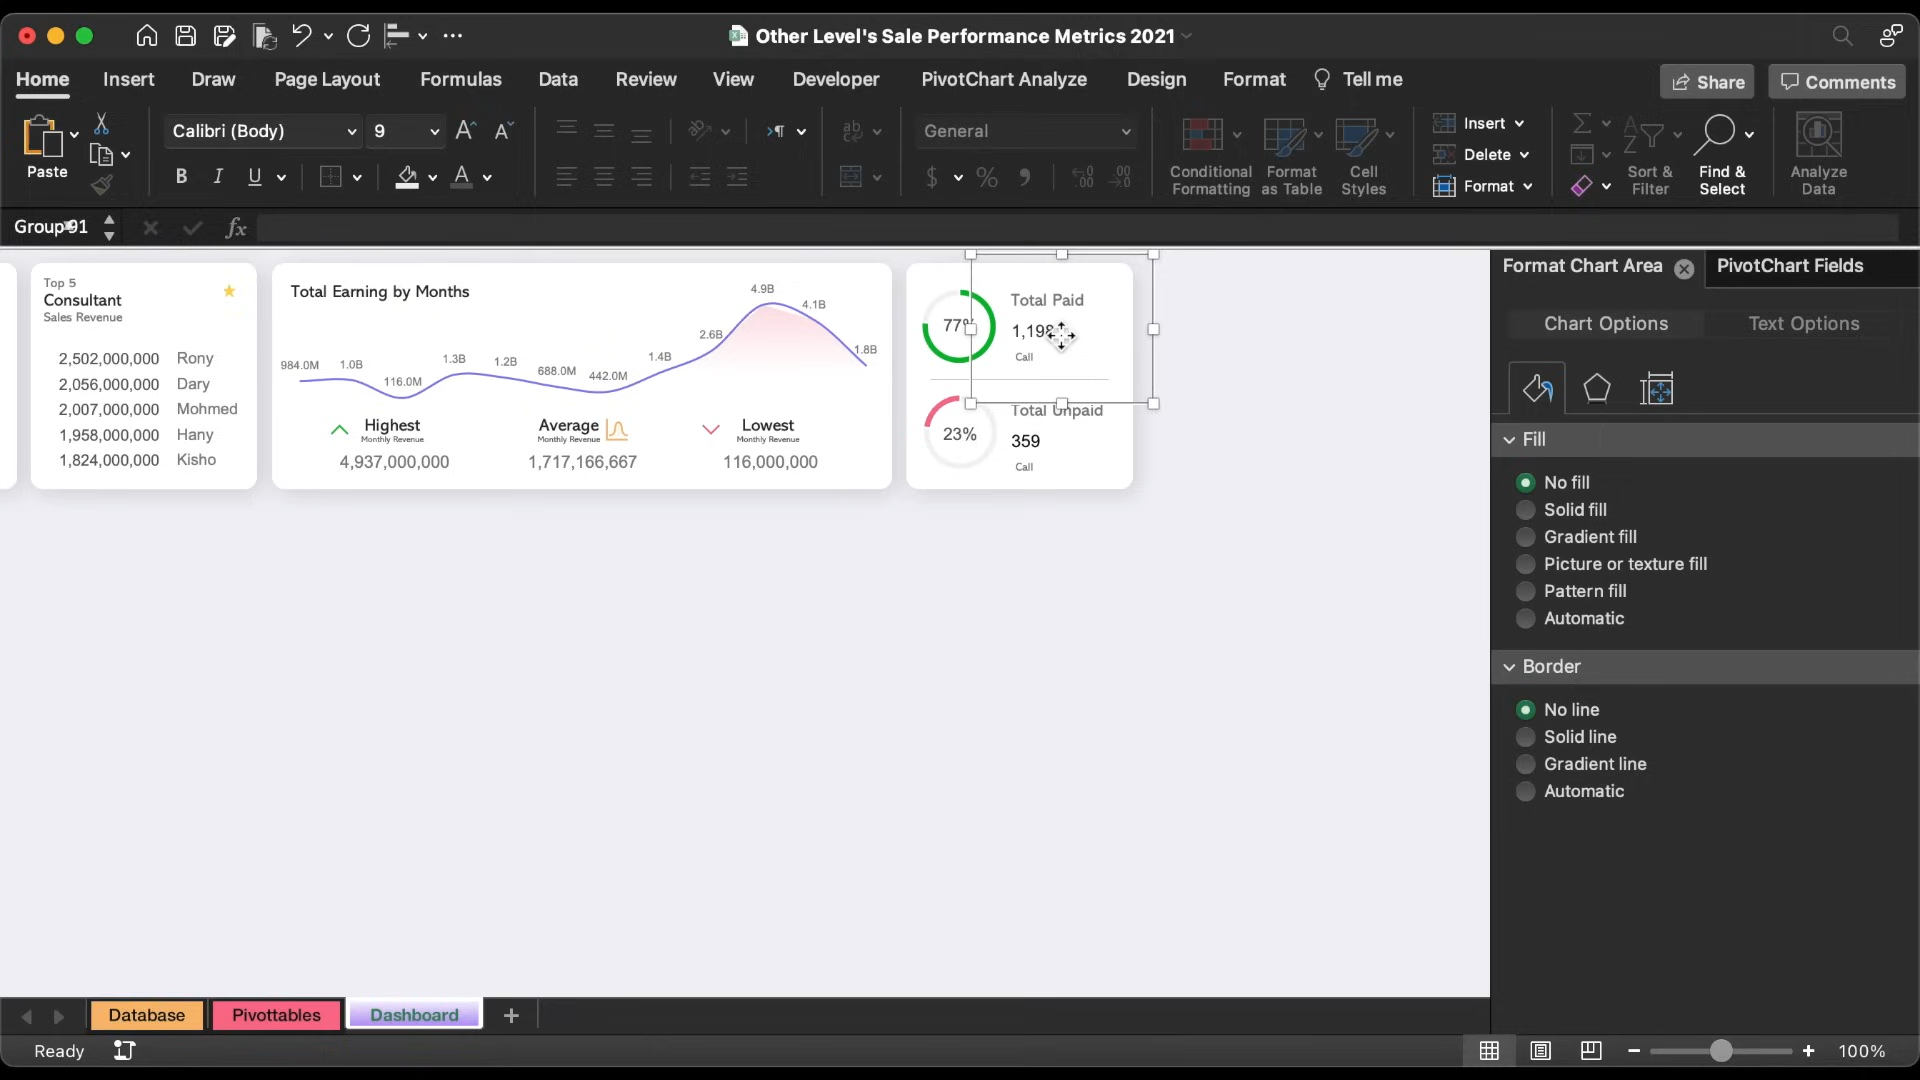 Other Level's Sale Performance Metrics 2021
Home Insert Draw Page Layout Formulas Data Review View Developer PivotChart Analyze Design Format Tell me
Share Comments
Paste
Calibri (Body) 9
B I U
General
Conditional Formatting
Format as Table
Cell Styles
Insert
Delete
Format
Sort & Filter
Find & Select
Analyze Data
Group 91
fx
Top 5
Consultant
Sales Revenue
2,502,000,000 Rony
2,056,000,000 Dary
2,007,000,000 Mohmed
1,958,000,000 Hany
1,824,000,000 Kisho
Total Earning by Months
984.0M 1.0B 116.0M 1.3B 1.2B 688.0M 442.0M 1.4B 2.6B 4.9B 4.1B 1.8B
Highest
Monthly Revenue
4,937,000,000
Average
Monthly Revenue
1,717,166,667
Lowest
Monthly Revenue
116,000,000
77%
Total Paid
1,198
Call
23%
Total Unpaid
359
Call
Format Chart Area PivotChart Fields
Chart Options Text Options
Fill
No fill
Solid fill
Gradient fill
Picture or texture fill
Pattern fill
Automatic
Border
No line
Solid line
Gradient line
Automatic
Database Pivottables Dashboard
Ready
100%